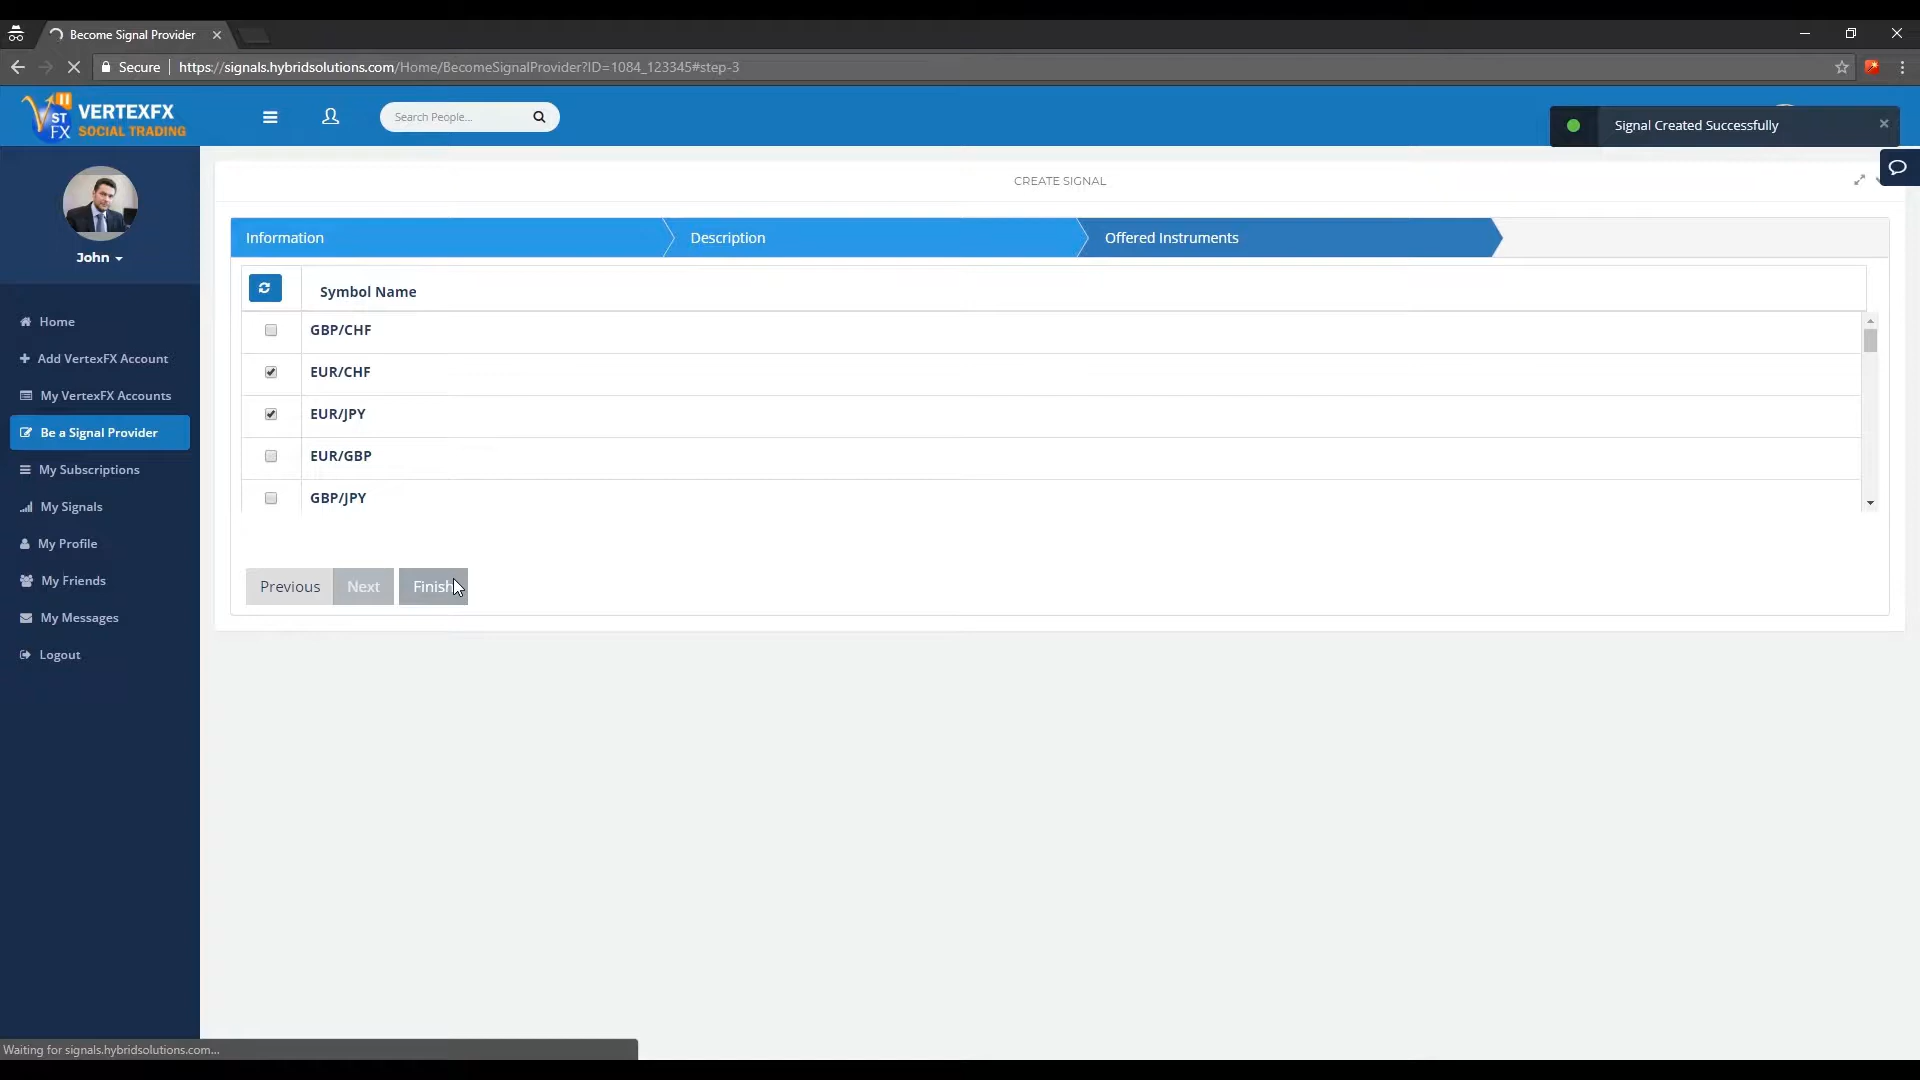 Become Signal Provider
Secure
https://signals.hybridsolutions.com/Home/BecomeSignalProvider?ID=1084_123345#step-3
ST
FX
VERTEXFX
SOCIAL TRADING
Search People...
Signal Created Successfully
John
Home
Add VertexFX Account
My VertexFX Accounts
Be a Signal Provider
My Subscriptions
My Signals
My Profile
My Friends
My Messages
Logout
CREATE SIGNAL
Information
Description
Offered Instruments
Symbol Name
GBP/CHF
EUR/CHF
EUR/JPY
EUR/GBP
GBP/JPY
Previous
Next
Finish
Waiting for signals.hybridsolutions.com...